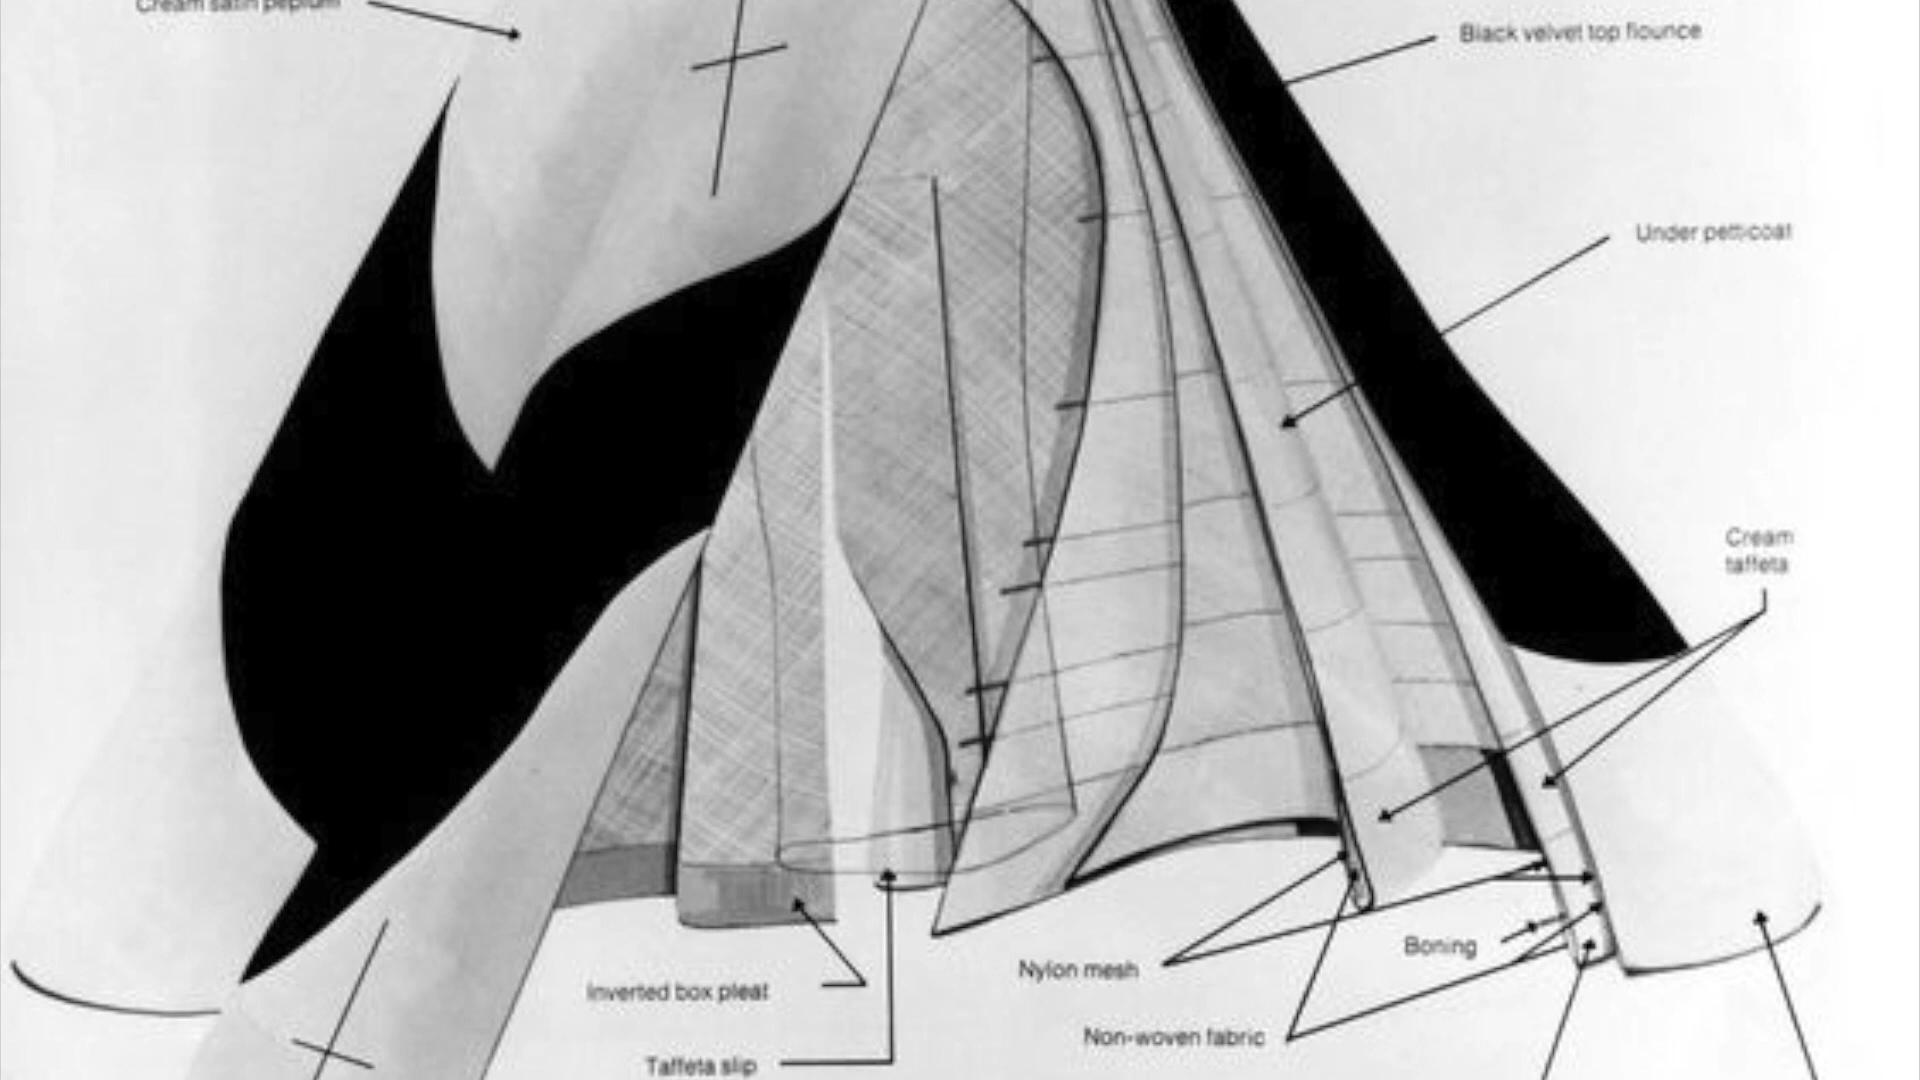 Cream satin peplum
Black velvet top flounce
Under petticoat
Cream
taffeta
Boning
Nylon mesh
Inverted box pleat
Non-woven fabric
Taffeta slip